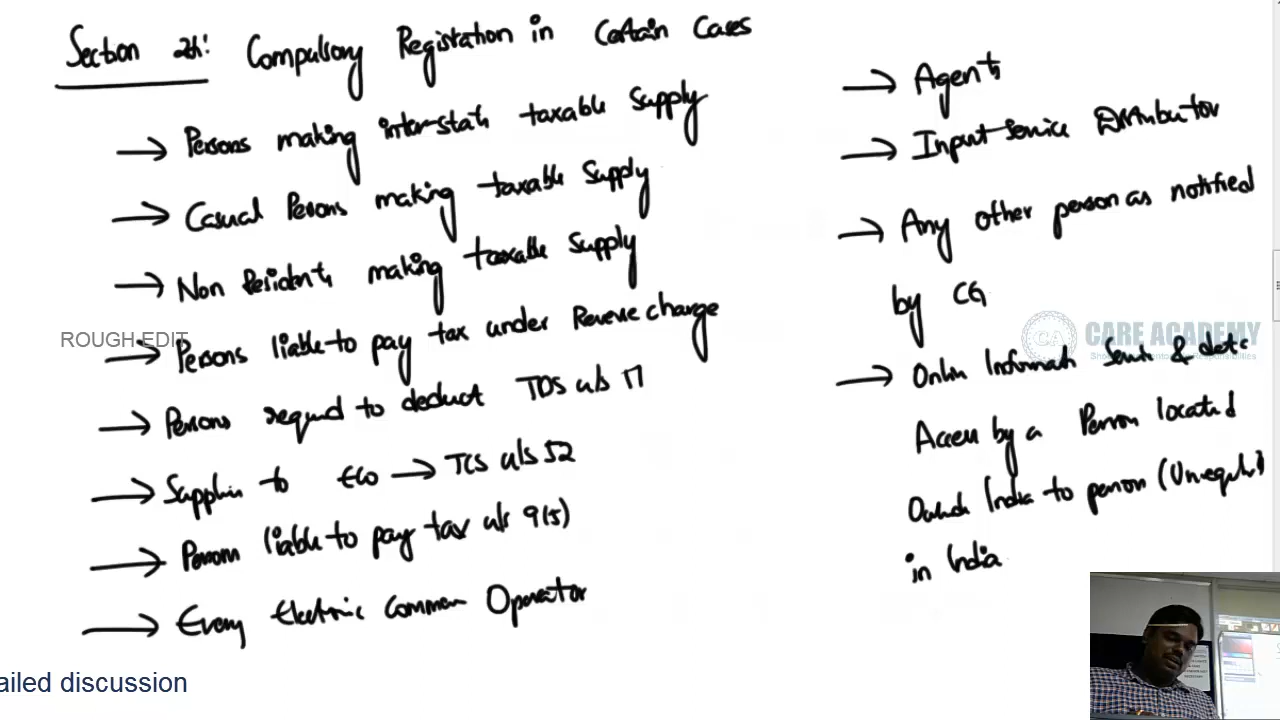 Section 24: Compulsory Registration in Certain Cases
→ Persons making inter-state taxable Supply
→ Casual Persons making taxable Supply
→ Non Residents making taxable Supply
→ Persons liable to pay tax under Reverse charge
→ Persons required to deduct TDS u/s
→ Supplies to ECO → TCS u/s 52
→ Person liable to pay tax u/s 9(5)
→ Every Electronic Commerce Operator
→ Agents
→ Input Service Distributor
→ Any other person as notified
by CG
→ Online Information & data
Access by a Person located
Outside India to person (Unregistered)
in India
ROUGH EDIT
CARE ACADEMY
ailed discussion